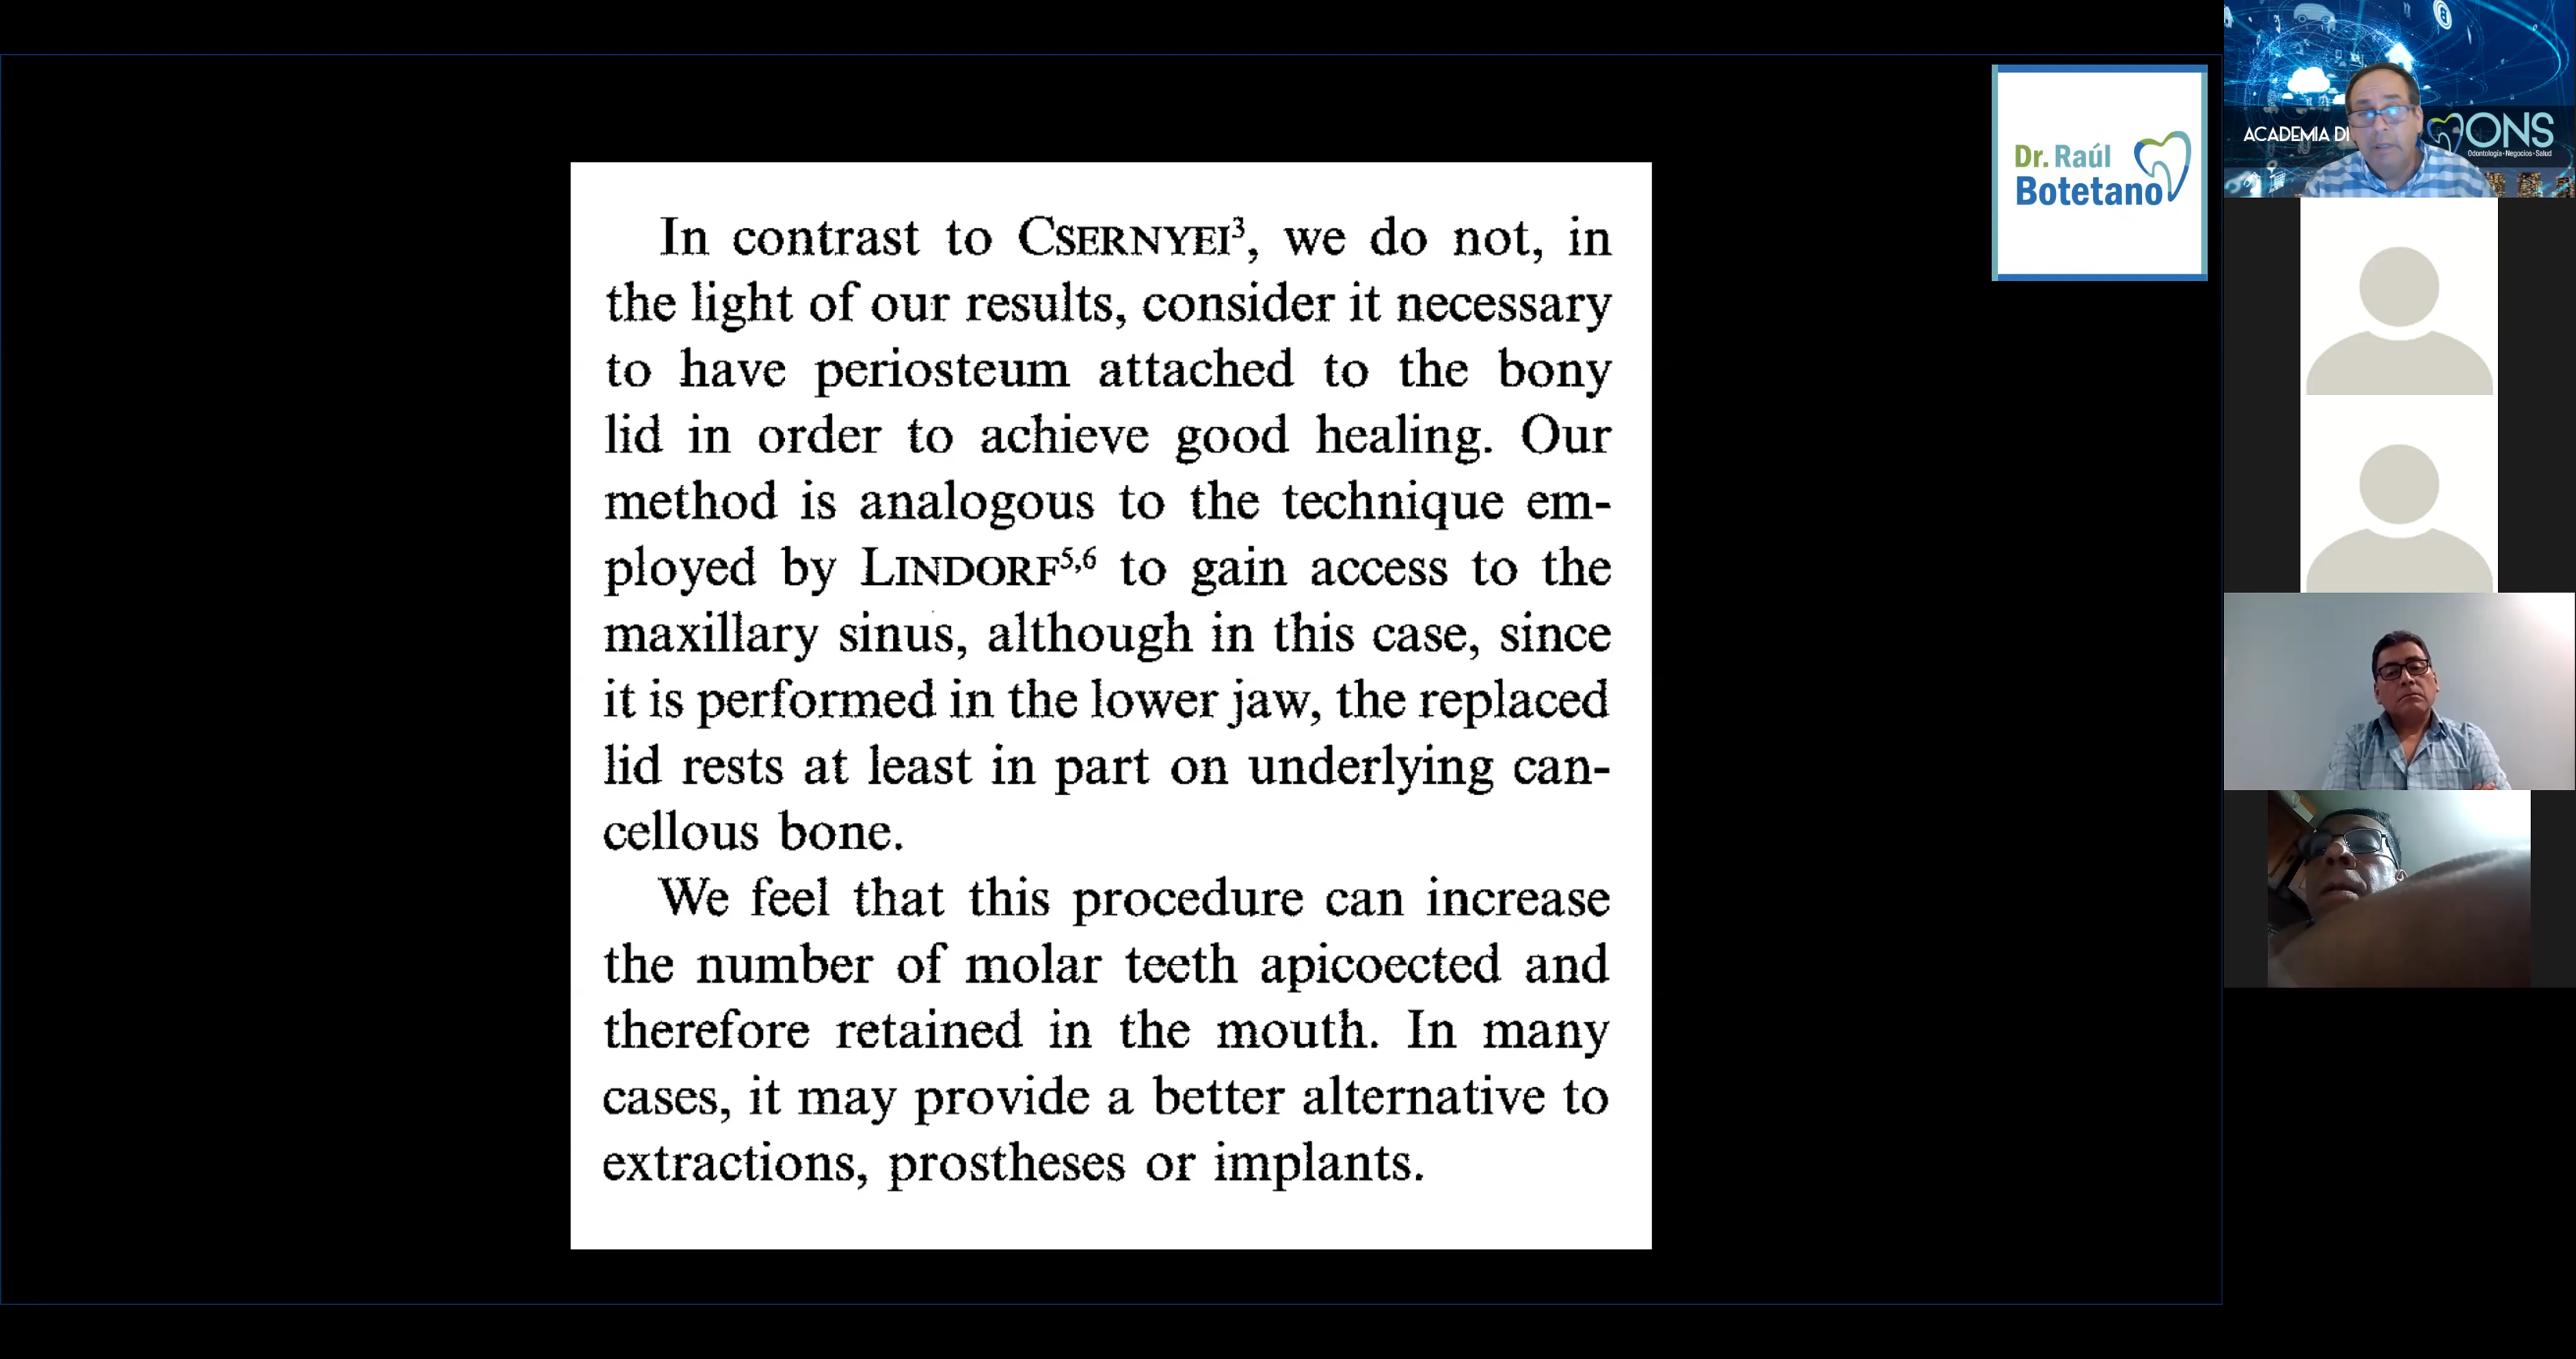 In contrast to CSERNYEI³, we do not, in
the light of our results, consider it necessary
to have periosteum attached to the bony
lid in order to achieve good healing. Our
method is analogous to the technique em-
ployed by LINDORF⁵,⁶ to gain access to the
maxillary sinus, although in this case, since
it is performed in the lower jaw, the replaced
lid rests at least in part on underlying can-
cellous bone.
We feel that this procedure can increase
the number of molar teeth apicoected and
therefore retained in the mouth. In many
cases, it may provide a better alternative to
extractions, prostheses or implants.
Dr. Raúl
Botetano
ACADEMIA
ONS
Odontología-Negocios-Salud